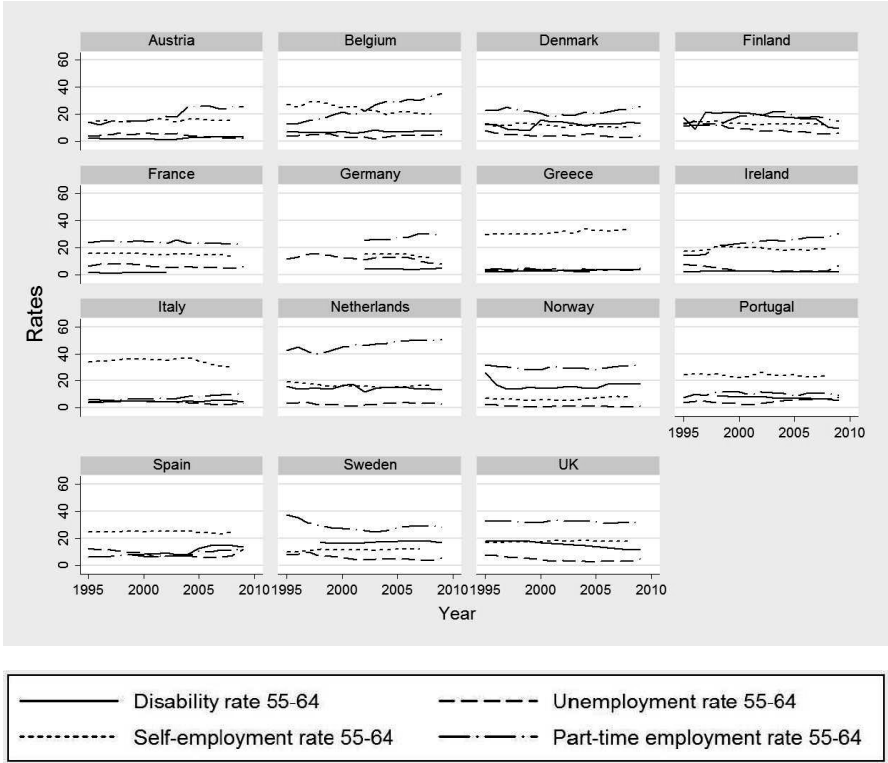 Austria Belgium Denmark Finland
60
40
20
0
France Germany Greece Ireland
60
40
20
0
Rates
Italy Netherlands Norway Portugal
60
40
20
0
1995 2000 2005 2010
Spain Sweden UK
60
40
20
0
1995 2000 2005 2010 1995 2000 2005 2010 1995 2000 2005 2010
Year
Disability rate 55-64 Unemployment rate 55-64
Self-employment rate 55-64 Part-time employment rate 55-64